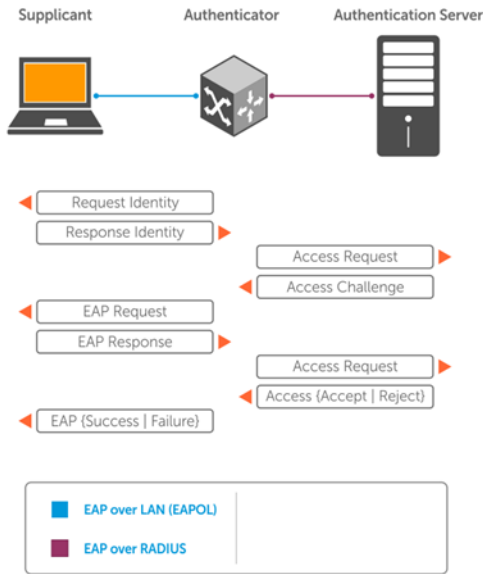 Supplicant
Authenticator
Authentication Server
Request Identity
Response Identity
Access Request
Access Challenge
EAP Request
EAP Response
Access Request
Access {Accept | Reject}
EAP {Success | Failure}
EAP over LAN (EAPOL)
EAP over RADIUS